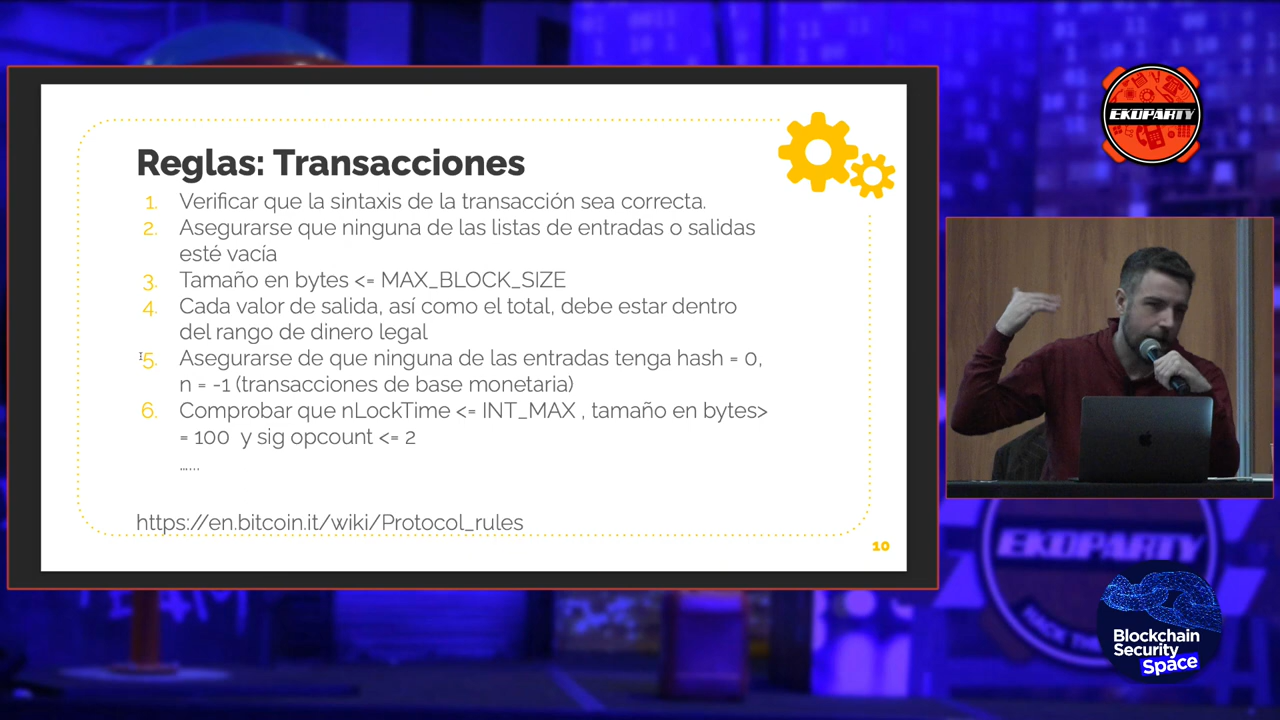 Reglas: Transacciones
1. Verificar que la sintaxis de la transacción sea correcta.
2. Asegurarse que ninguna de las listas de entradas o salidas
esté vacía
3. Tamaño en bytes <= MAX_BLOCK_SIZE
4. Cada valor de salida, así como el total, debe estar dentro
del rango de dinero legal
5. Asegurarse de que ninguna de las entradas tenga hash = 0,
n = -1 (transacciones de base monetaria)
6. Comprobar que nLockTime <= INT_MAX , tamaño en bytes>
= 100 y sig opcount <= 2
......
https://en.bitcoin.it/wiki/Protocol_rules
10
EKOPARTY
EKOPARTY
Blockchain
Security
Space